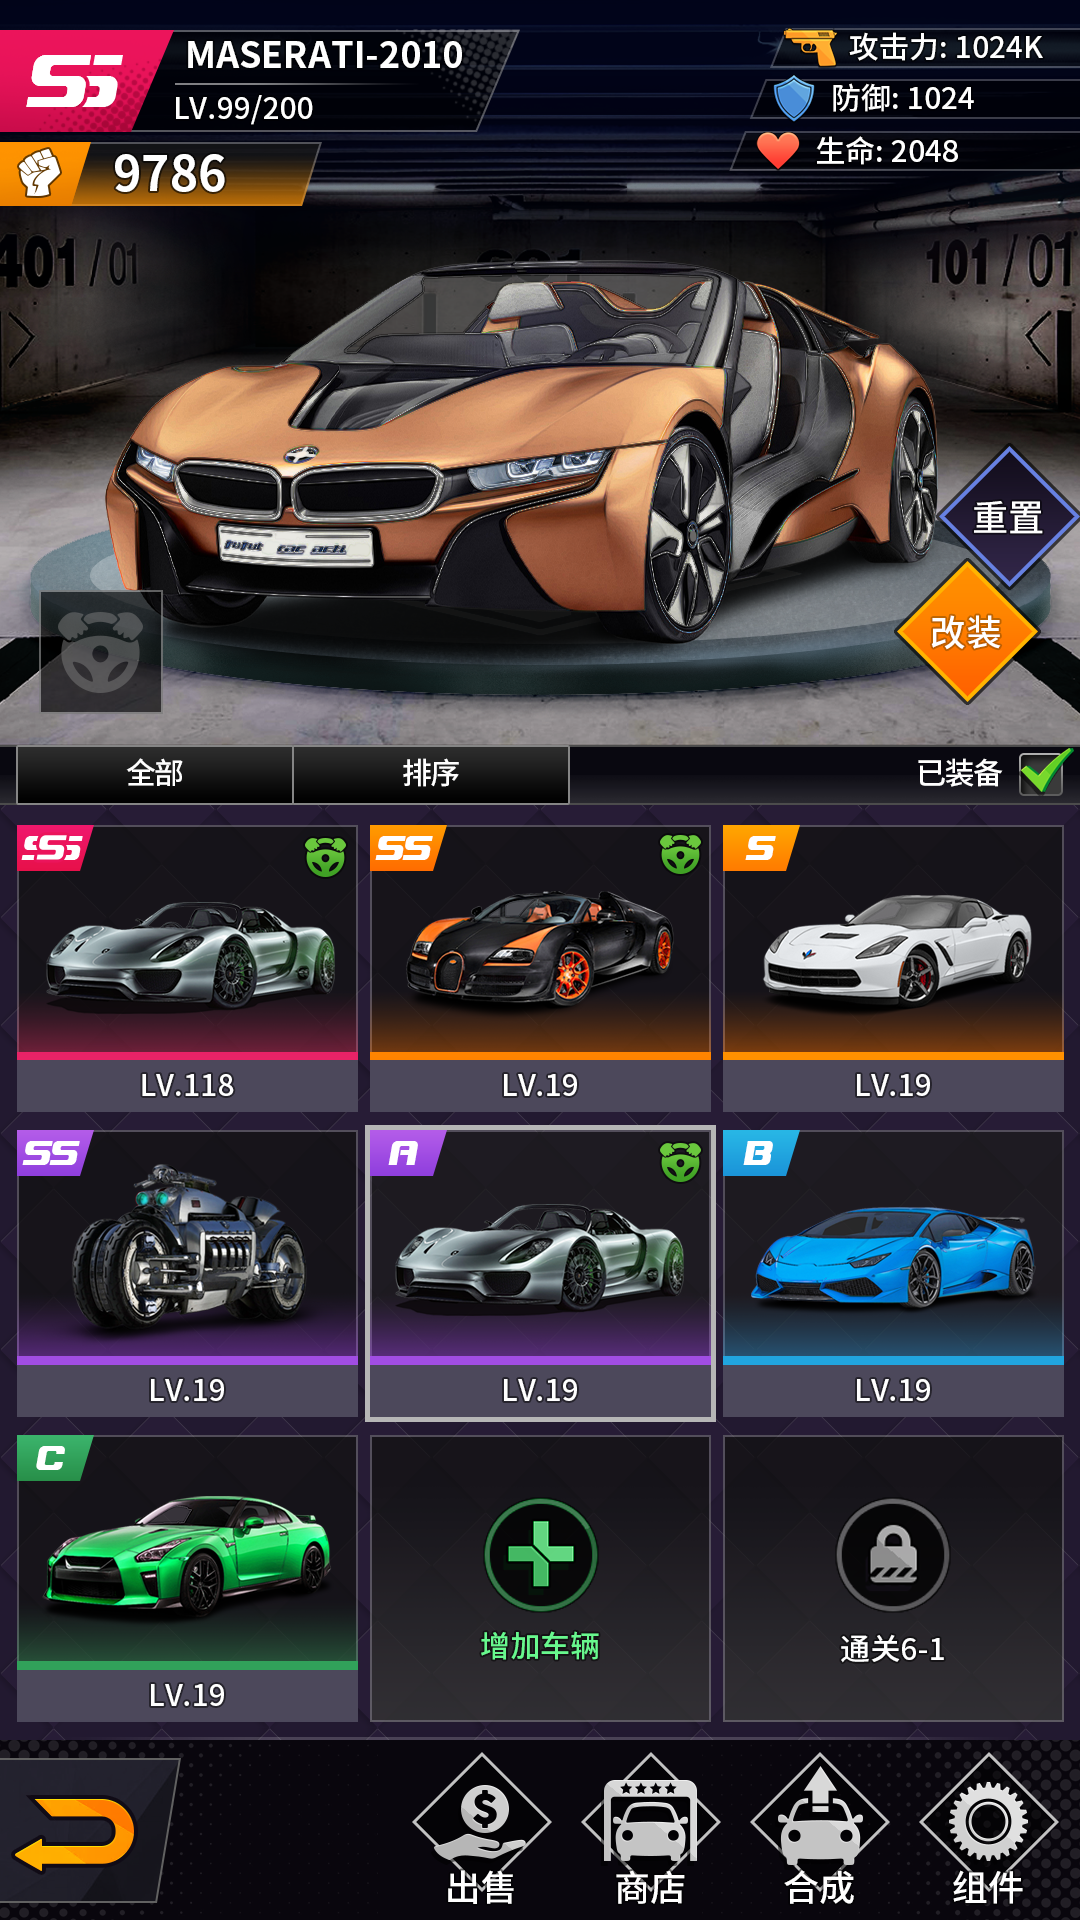 MASERATI-2010
LV.99/200
9786
攻击力: 1024K
防御: 1024
生命: 2048
401/01
601
101/01
重置
改装
全部
排序
已装备
SS
S
LV.118
LV.19
LV.19
SS
A
B
LV.19
LV.19
LV.19
C
增加车辆
通关6-1
LV.19
出售
商店
合成
组件